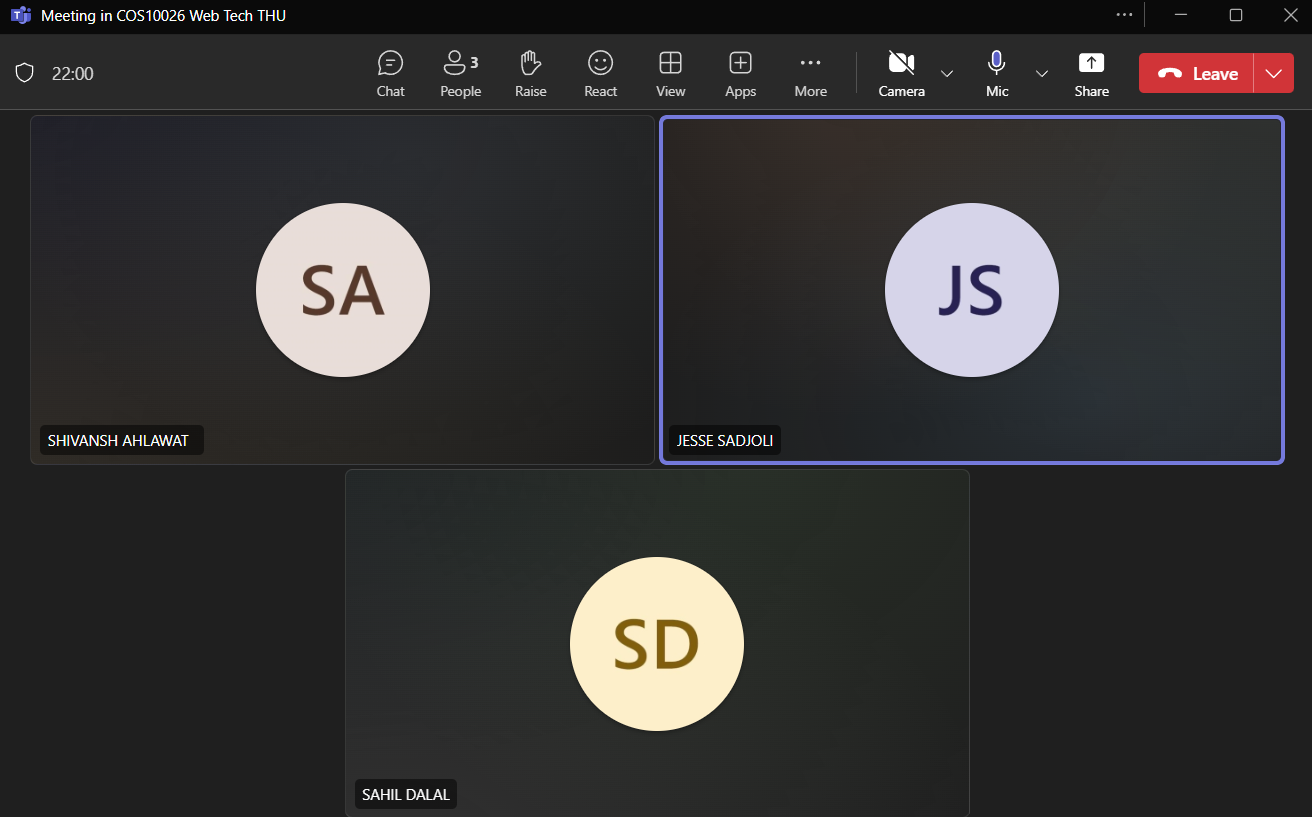 Meeting in COS10026 Web Tech THU
22:00
Chat
People 3
Raise
React
View
Apps
More
Camera
Mic
Share
Leave
SA
SHIVANSH AHLAWAT
JS
JESSE SADJOLI
SD
SAHIL DALAL